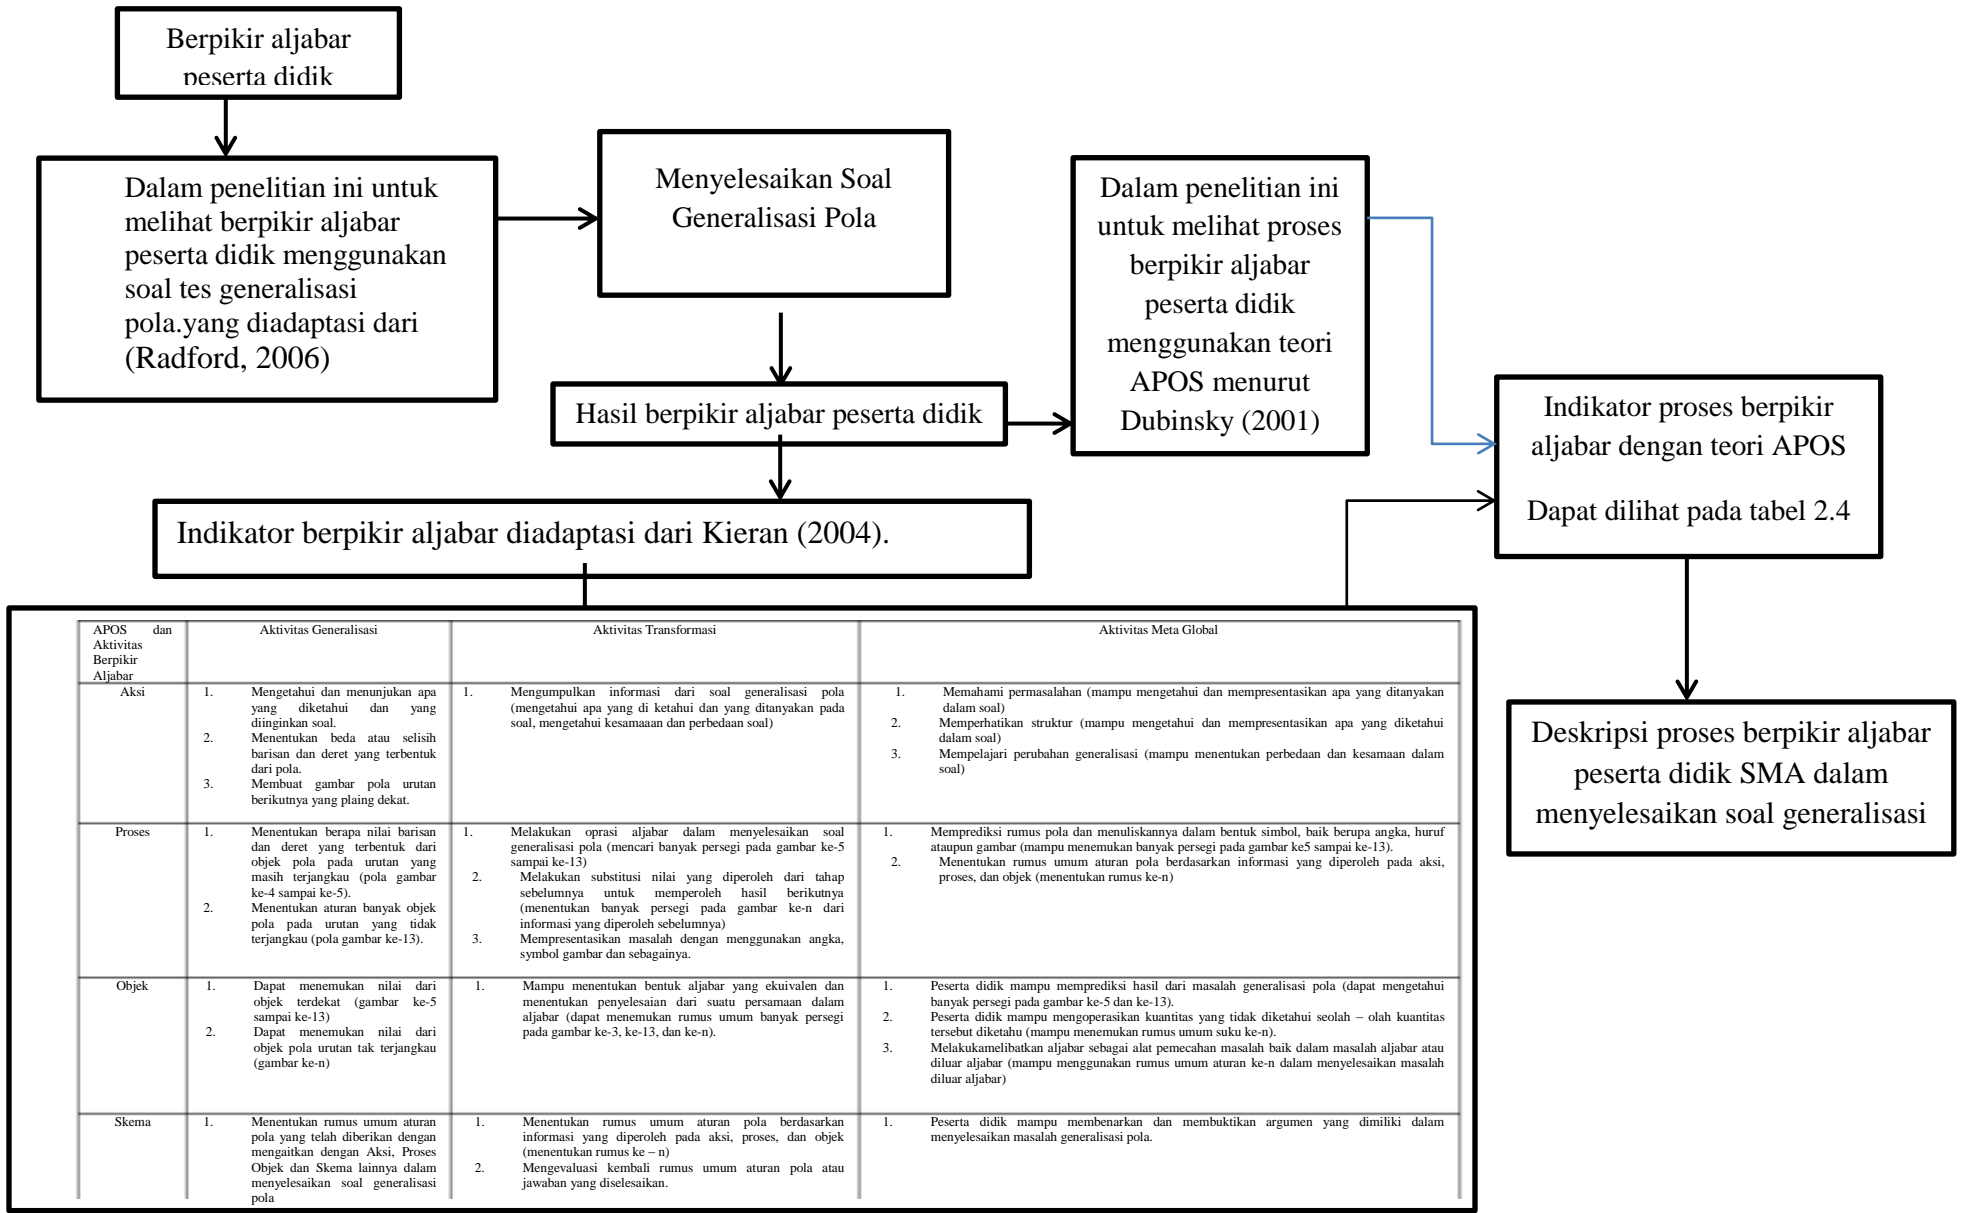 Berpikir aljabar
peserta didik
Dalam penelitian ini untuk
melihat berpikir aljabar
peserta didik menggunakan
soal tes generalisasi
pola.yang diadaptasi dari
(Radford, 2006)
Menyelesaikan Soal
Generalisasi Pola
Dalam penelitian ini
untuk melihat proses
berpikir aljabar
peserta didik
menggunakan teori
APOS menurut
Dubinsky (2001)
Hasil berpikir aljabar peserta didik
Indikator proses berpikir
aljabar dengan teori APOS
Dapat dilihat pada tabel 2.4
Indikator berpikir aljabar diadaptasi dari Kieran (2004).
Deskripsi proses berpikir aljabar
peserta didik SMA dalam
menyelesaikan soal generalisasi
APOS dan
Aktivitas
Berpikir
Aljabar
Aktivitas Generalisasi
Aktivitas Transformasi
Aktivitas Meta Global
Aksi
1. Mengetahui dan menunjukan apa
yang diketahui dan yang
diinginkan soal.
2. Menentukan beda atau selisih
barisan dan deret yang terbentuk
dari pola.
3. Membuat gambar pola urutan
berikutnya yang plaing dekat.
1. Mengumpulkan informasi dari soal generalisasi pola
(mengetahui apa yang di ketahui dan yang ditanyakan pada
soal, mengetahui kesamaaan dan perbedaan soal)
1. Memahami permasalahan (mampu mengetahui dan mempresentasikan apa yang ditanyakan
dalam soal)
2. Memperhatikan struktur (mampu mengetahui dan mempresentasikan apa yang diketahui
dalam soal)
3. Mempelajari perubahan generalisasi (mampu menentukan perbedaan dan kesamaan dalam
soal)
Proses
1. Menentukan berapa nilai barisan
dan deret yang terbentuk dari
objek pola pada urutan yang
masih terjangkau (pola gambar
ke-4 sampai ke-5).
2. Menentukan aturan banyak objek
pola pada urutan yang tidak
terjangkau (pola gambar ke-13).
1. Melakukan oprasi aljabar dalam menyelesaikan soal
generalisasi pola (mencari banyak persegi pada gambar ke-5
sampai ke-13)
2. Melakukan substitusi nilai yang diperoleh dari tahap
sebelumnya untuk memperoleh hasil berikutnya
(menentukan banyak persegi pada gambar ke-n dari
informasi yang diperoleh sebelumnya)
3. Mempresentasikan masalah dengan menggunakan angka,
symbol gambar dan sebagainya.
1. Memprediksi rumus pola dan menuliskannya dalam bentuk simbol, baik berupa angka, huruf
ataupun gambar (mampu menemukan banyak persegi pada gambar ke5 sampai ke-13).
2. Menentukan rumus umum aturan pola berdasarkan informasi yang diperoleh pada aksi,
proses, dan objek (menentukan rumus ke-n)
Objek
1. Dapat menemukan nilai dari
objek terdekat (gambar ke-5
sampai ke-13)
2. Dapat menemukan nilai dari
objek pola urutan tak terjangkau
(gambar ke-n)
1. Mampu menentukan bentuk aljabar yang ekuivalen dan
menentukan penyelesaian dari suatu persamaan dalam
aljabar (dapat menemukan rumus umum banyak persegi
pada gambar ke-3, ke-13, dan ke-n).
1. Peserta didik mampu memprediksi hasil dari masalah generalisasi pola (dapat mengetahui
banyak persegi pada gambar ke-5 dan ke-13).
2. Peserta didik mampu mengoperasikan kuantitas yang tidak diketahui seolah – olah kuantitas
tersebut diketahu (mampu menemukan rumus umum suku ke-n).
3. Melakukamelibatkan aljabar sebagai alat pemecahan masalah baik dalam masalah aljabar atau
diluar aljabar (mampu menggunakan rumus umum aturan ke-n dalam menyelesaikan masalah
diluar aljabar)
Skema
1. Menentukan rumus umum aturan
pola yang telah diberikan dengan
mengaitkan dengan Aksi, Proses
Objek dan Skema lainnya dalam
menyelesaikan soal generalisasi
pola
1. Menentukan rumus umum aturan pola berdasarkan
informasi yang diperoleh pada aksi, proses, dan objek
(menentukan rumus ke – n)
2. Mengevaluasi kembali rumus umum aturan pola atau
jawaban yang diselesaikan.
1. Peserta didik mampu membenarkan dan membuktikan argumen yang dimiliki dalam
menyelesaikan masalah generalisasi pola.